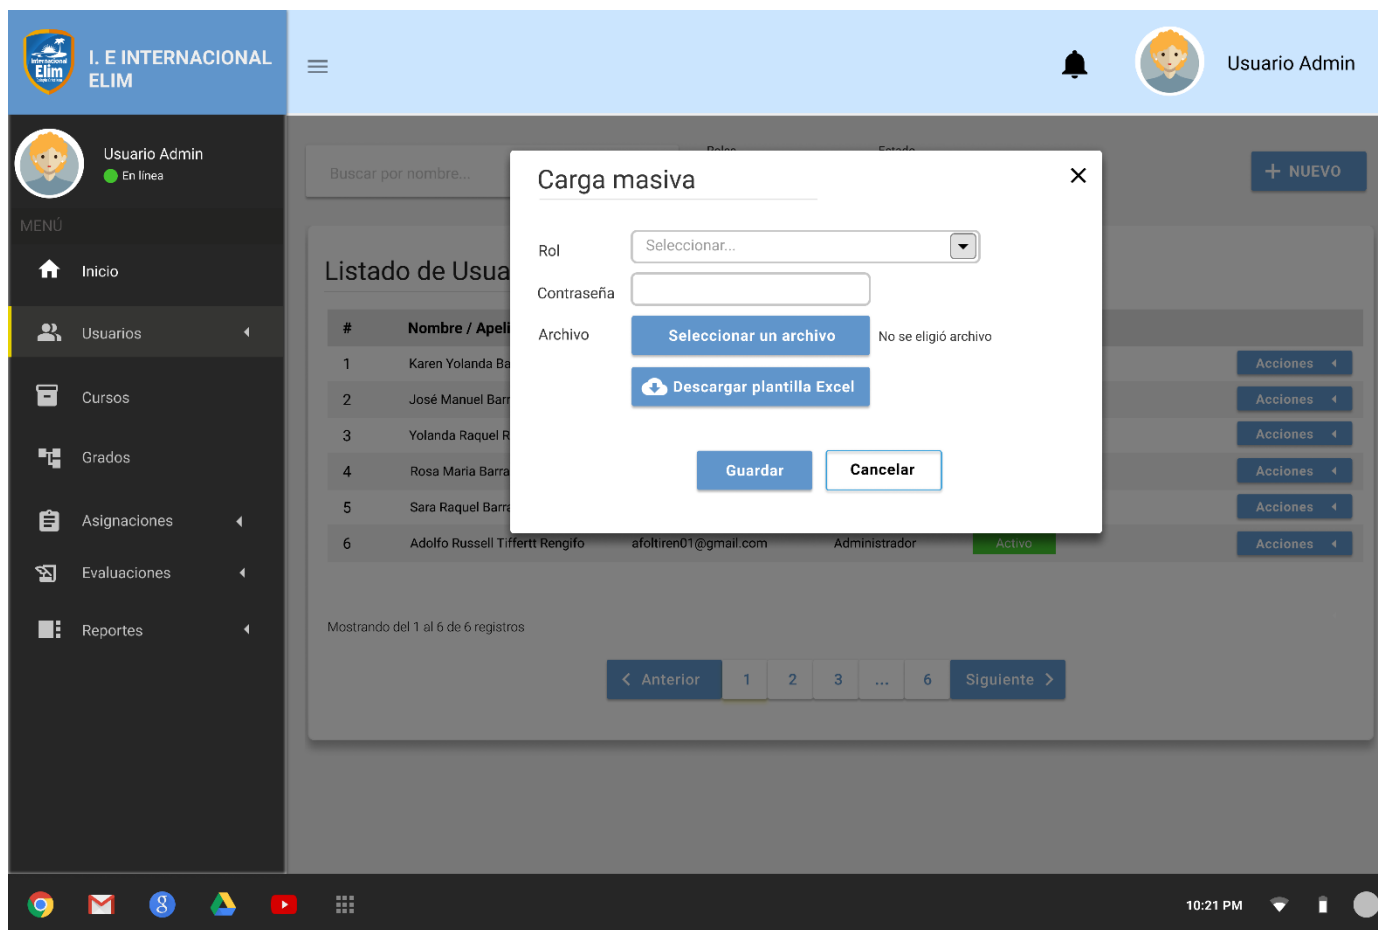 Internacional
Elim
I. E INTERNACIONAL
ELIM
Usuario Admin
Usuario Admin
En línea
MENÚ
Inicio
Usuarios
Cursos
Grados
Asignaciones
Evaluaciones
Reportes
Buscar por nombre...
Roles
Estado
+ NUEVO
Carga masiva
Rol
Seleccionar...
Contraseña
Archivo
Seleccionar un archivo
No se eligió archivo
Descargar plantilla Excel
Guardar
Cancelar
Listado de Usua
# Nombre / Apeli
1 Karen Yolanda Ba Acciones
2 José Manuel Barr Acciones
3 Yolanda Raquel R Acciones
4 Rosa Maria Barra Acciones
5 Sara Raquel Barra Acciones
6 Adolfo Russell Tiffertt Rengifo afoltiren01@gmail.com Administrador Activo Acciones
Mostrando del 1 al 6 de 6 registros
Anterior 1 2 3 ... 6 Siguiente
10:21 PM